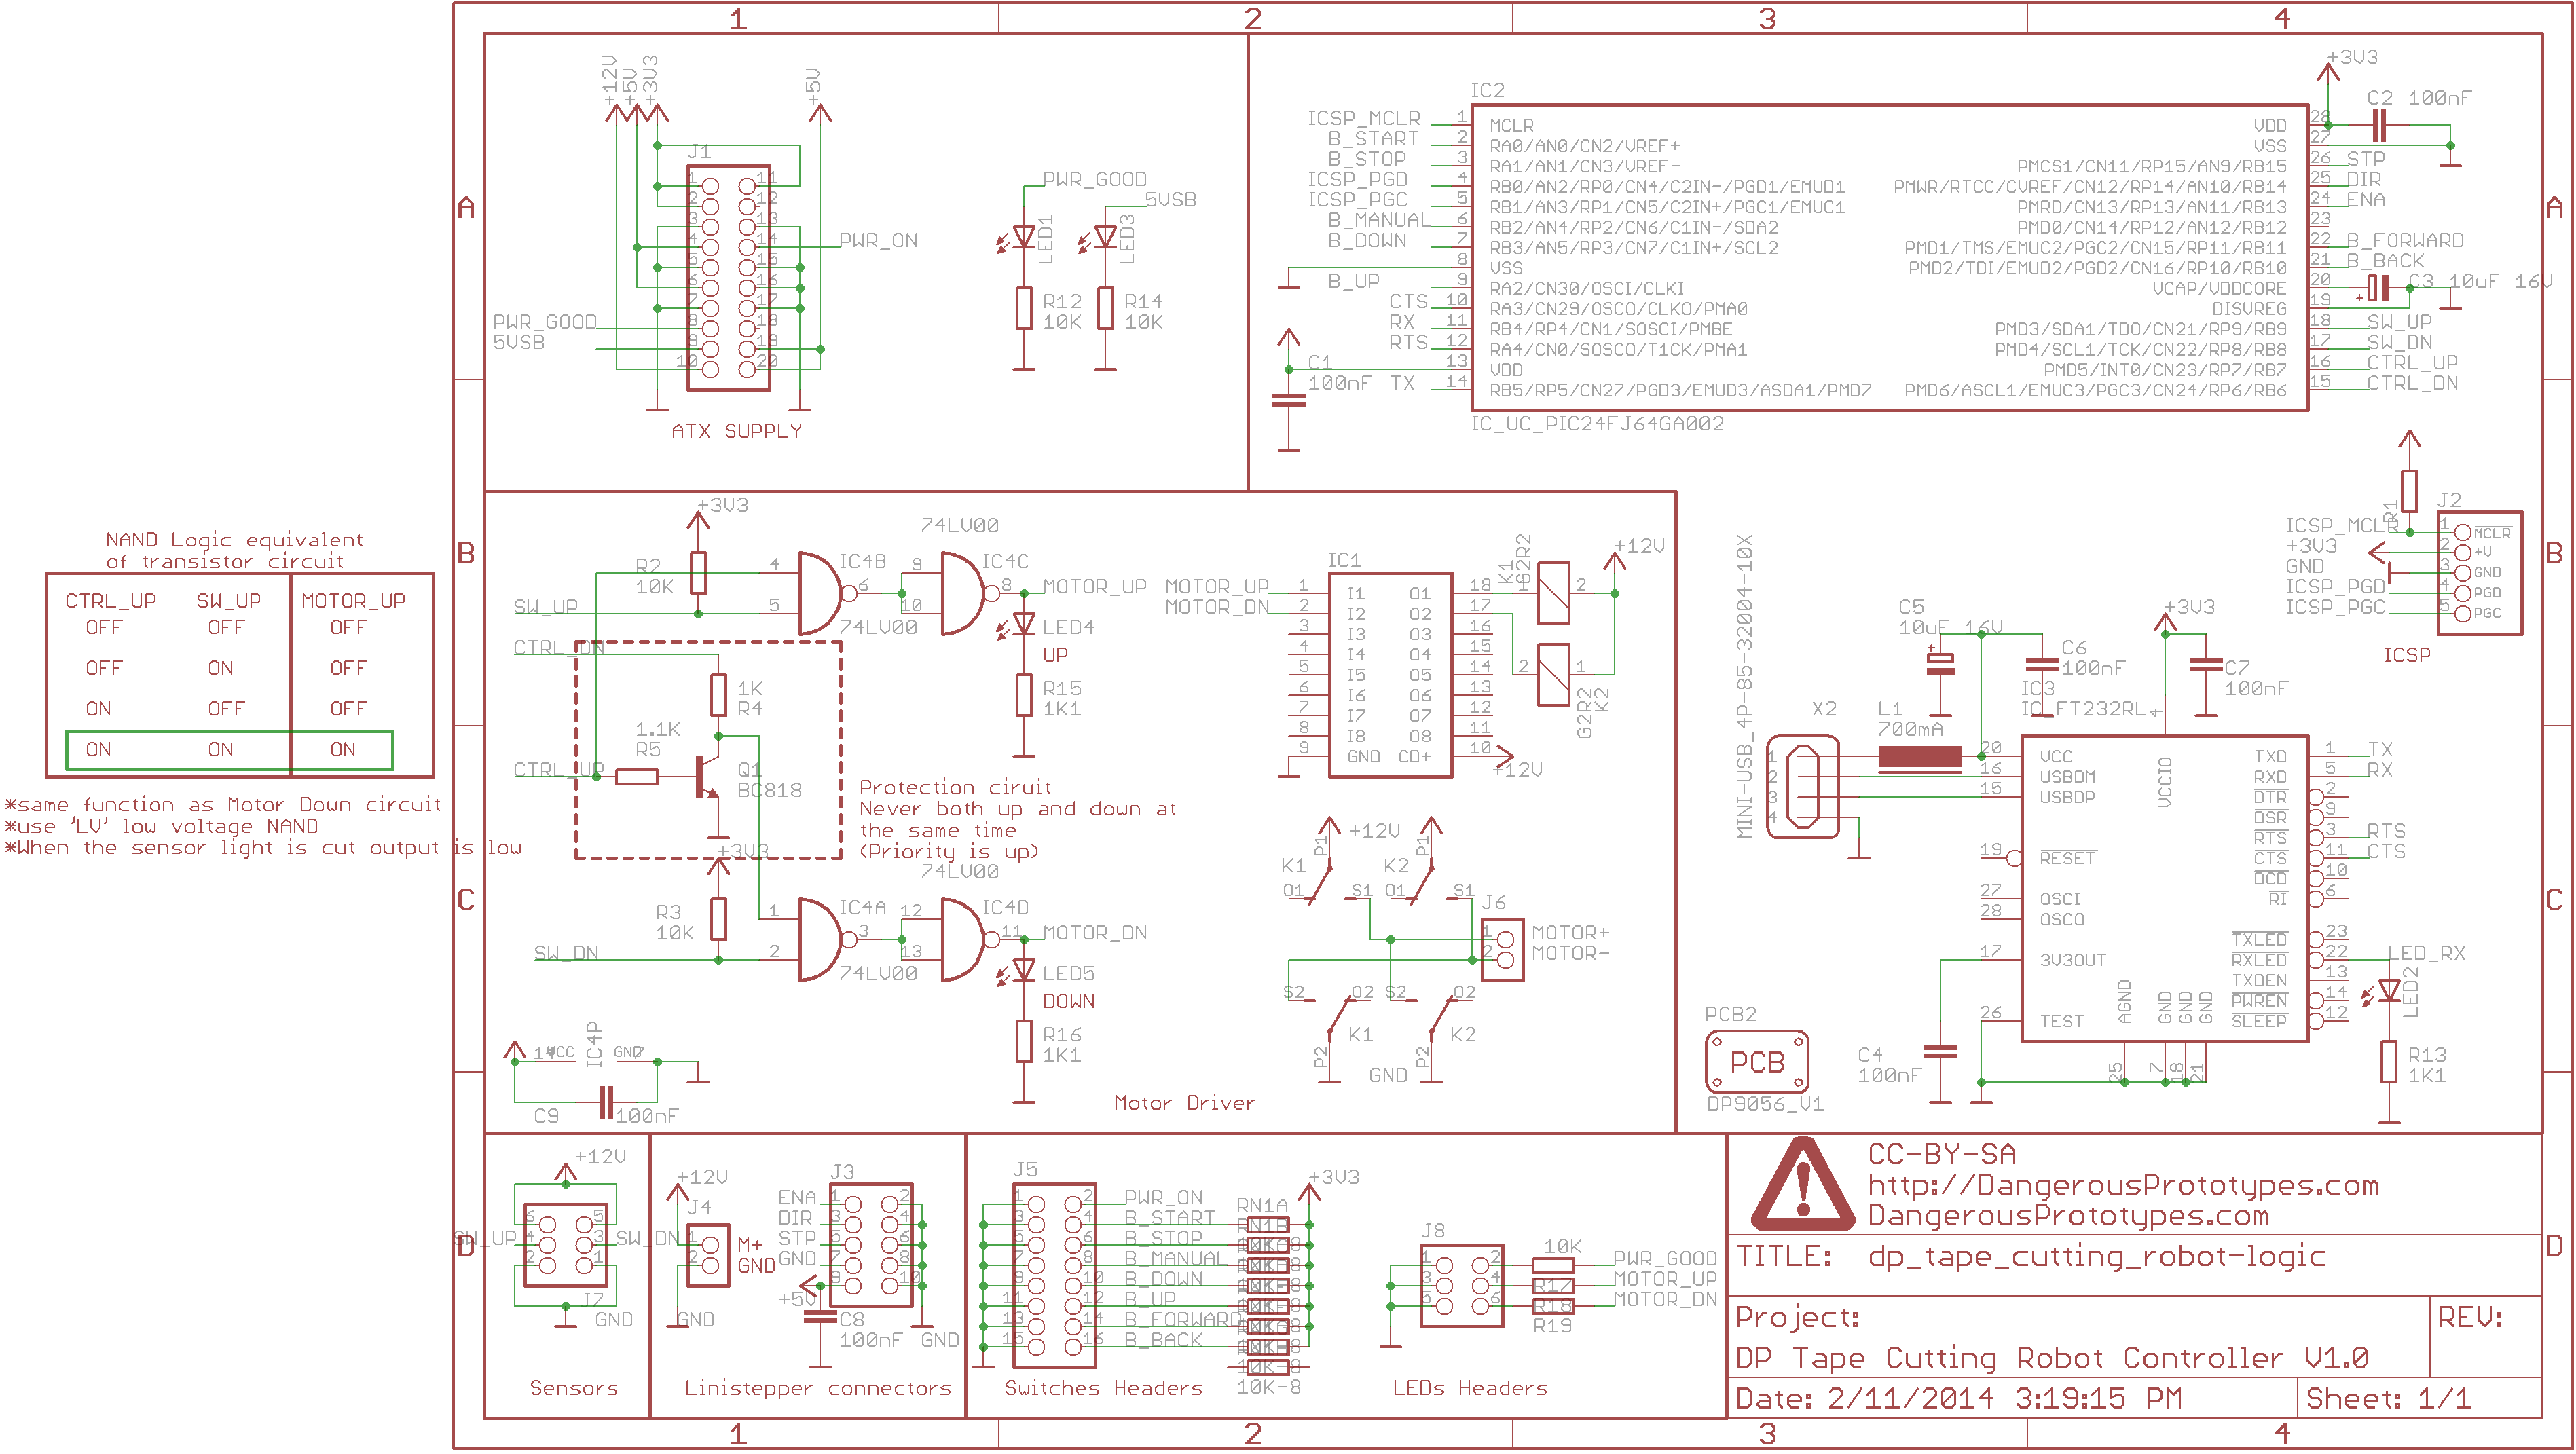 1 2 3 4
A
B
C
D
NAND Logic equivalent
of transistor circuit
CTRL_UP SW_UP MOTOR_UP
OFF OFF OFF
OFF ON OFF
ON OFF OFF
ON ON ON
*same function as Motor Down circuit
*use 'LV' low voltage NAND
*When the sensor light is cut output is low
+12V
+5V
+3V3
+5V
J1
1 11
2 12
3 13
4 14
5 15
6 16
7 17
8 18
9 19
10 20
PWR_ON
PWR_GOOD
5VSB
ATX SUPPLY
PWR_GOOD
5VSB
LED1
LED3
R12
10K
R14
10K
IC2
ICSP_MCLR 1 MCLR
B_START 2 RA0/AN0/CN2/VREF+
B_STOP 3 RA1/AN1/CN3/VREF-
ICSP_PGD 4 RB0/AN2/RP0/CN4/C2IN-/PGD1/EMUD1
ICSP_PGC 5 RB1/AN3/RP1/CN5/C2IN+/PGC1/EMUC1
B_MANUAL 6 RB2/AN4/RP2/CN6/C1IN-/SDA2
B_DOWN 7 RB3/AN5/RP3/CN7/C1IN+/SCL2
8 VSS
B_UP 9 RA2/CN30/OSCI/CLKI
CTS 10 RA3/CN29/OSCO/CLKO/PMA0
RX 11 RB4/RP4/CN1/SOSCI/PMBE
RTS 12 RA4/CN0/SOSCO/T1CK/PMA1
13 VDD
TX 14 RB5/RP5/CN27/PGD3/EMUD3/ASDA1/PMD7
C1
100nF
VDD 28
VSS 27
PMCS1/CN11/RP15/AN9/RB15 26 STP
PMWR/RTCC/CVREF/CN12/RP14/AN10/RB14 25 DIR
PMRD/CN13/RP13/AN11/RB13 24 ENA
PMD0/CN14/RP12/AN12/RB12 23
PMD1/TMS/EMUC2/PGC2/CN15/RP11/RB11 22 B_FORWARD
PMD2/TDI/EMUD2/PGD2/CN16/RP10/RB10 21 B_BACK
VCAP/VDDCORE 20
DISVREG 19
PMD3/SDA1/TDO/CN21/RP9/RB9 18 SW_UP
PMD4/SCL1/TCK/CN22/RP8/RB8 17 SW_DN
PMD5/INT0/CN23/RP7/RB7 16 CTRL_UP
PMD6/ASCL1/EMUC3/PGC3/CN24/RP6/RB6 15 CTRL_DN
IC_UC_PIC24FJ64GA002
+3V3
C2 100nF
+ C3 10uF 16V
R1
J2
ICSP_MCLR 1 MCLR
+3V3 2 +V
GND 3 GND
ICSP_PGD 4 PGD
ICSP_PGC 5 PGC
ICSP
+3V3
R2
10K
74LV00
4 IC4B 9 IC4C
6 8 MOTOR_UP
SW_UP 5 10
74LV00
LED4
UP
R15
1K1
CTRL_DN
1K
R4
1.1K
R5
CTRL_UP
Q1
BC818
Protection ciruit
Never both up and down at
the same time
(Priority is up)
+3V3
74LV00
R3
10K
1 IC4A 12 IC4D
3 11 MOTOR_DN
SW_DN 2 13
74LV00
LED5
DOWN
R16
1K1
14 VCC IC4P GND 7
C9 100nF
IC1
MOTOR_UP 1 I1 O1 18
MOTOR_DN 2 I2 O2 17
3 I3 O3 16
4 I4 O4 15
5 I5 O5 14
6 I6 O6 13
7 I7 O7 12
8 I8 O8 11
9 GND CD+ 10
+12V
K1
G2R2
1 2
+12V
2 1
G2R2
K2
P1 +12V P1
K1 K2
O1 S1 O1 S1
J6
1 MOTOR+
2 MOTOR-
S2 O2 S2 O2
K1 K2
P2 GND P2
Motor Driver
MINI-USB_4P-85-32004-10X
C5
10uF 16V
+
C6
100nF
IC3
IC_FT232RL
+3V3
C7
100nF
X2
1
2
3
4
L1
700mA
20 VCC
16 USBDM
15 USBDP
19 RESET
27 OSCI
28 OSCO
17 3V3OUT
26 TEST
4 VCCIO
AGND GND GND GND
25 7 18 21
TXD 1 TX
RXD 5 RX
DTR 2
DSR 9
RTS 3 RTS
CTS 11 CTS
DCD 10
RI 6
TXLED 23
RXLED 22 LED_RX
TXDEN 13
PWREN 14
SLEEP 12
LED2
R13
1K1
C4
100nF
PCB2
PCB
DP9056_V1
+12V
6 5
SW_UP 4 3 SW_DN
2 1
J7
GND
Sensors
+12V
J4
1 M+
2 GND
GND
J3
ENA 1 2
DIR 3 4
STP 5 6
GND 7 8
9 10
+5V
C8
100nF GND
Linistepper connectors
J5
1 2 PWR_ON
3 4 B_START
5 6 B_STOP
7 8 B_MANUAL
9 10 B_DOWN
11 12 B_UP
13 14 B_FORWARD
15 16 B_BACK
+3V3
RN1A
RN1B
10K-8
10K-8
Switches Headers
J8
1 2
3 4
5 6
10K PWR_GOOD
R17 MOTOR_UP
R18 MOTOR_DN
R19
LEDs Headers
CC-BY-SA
http://DangerousPrototypes.com
DangerousPrototypes.com
TITLE: dp_tape_cutting_robot-logic
Project: REV:
DP Tape Cutting Robot Controller V1.0
Date: 2/11/2014 3:19:15 PM Sheet: 1/1
A
B
C
D
1 2 3 4